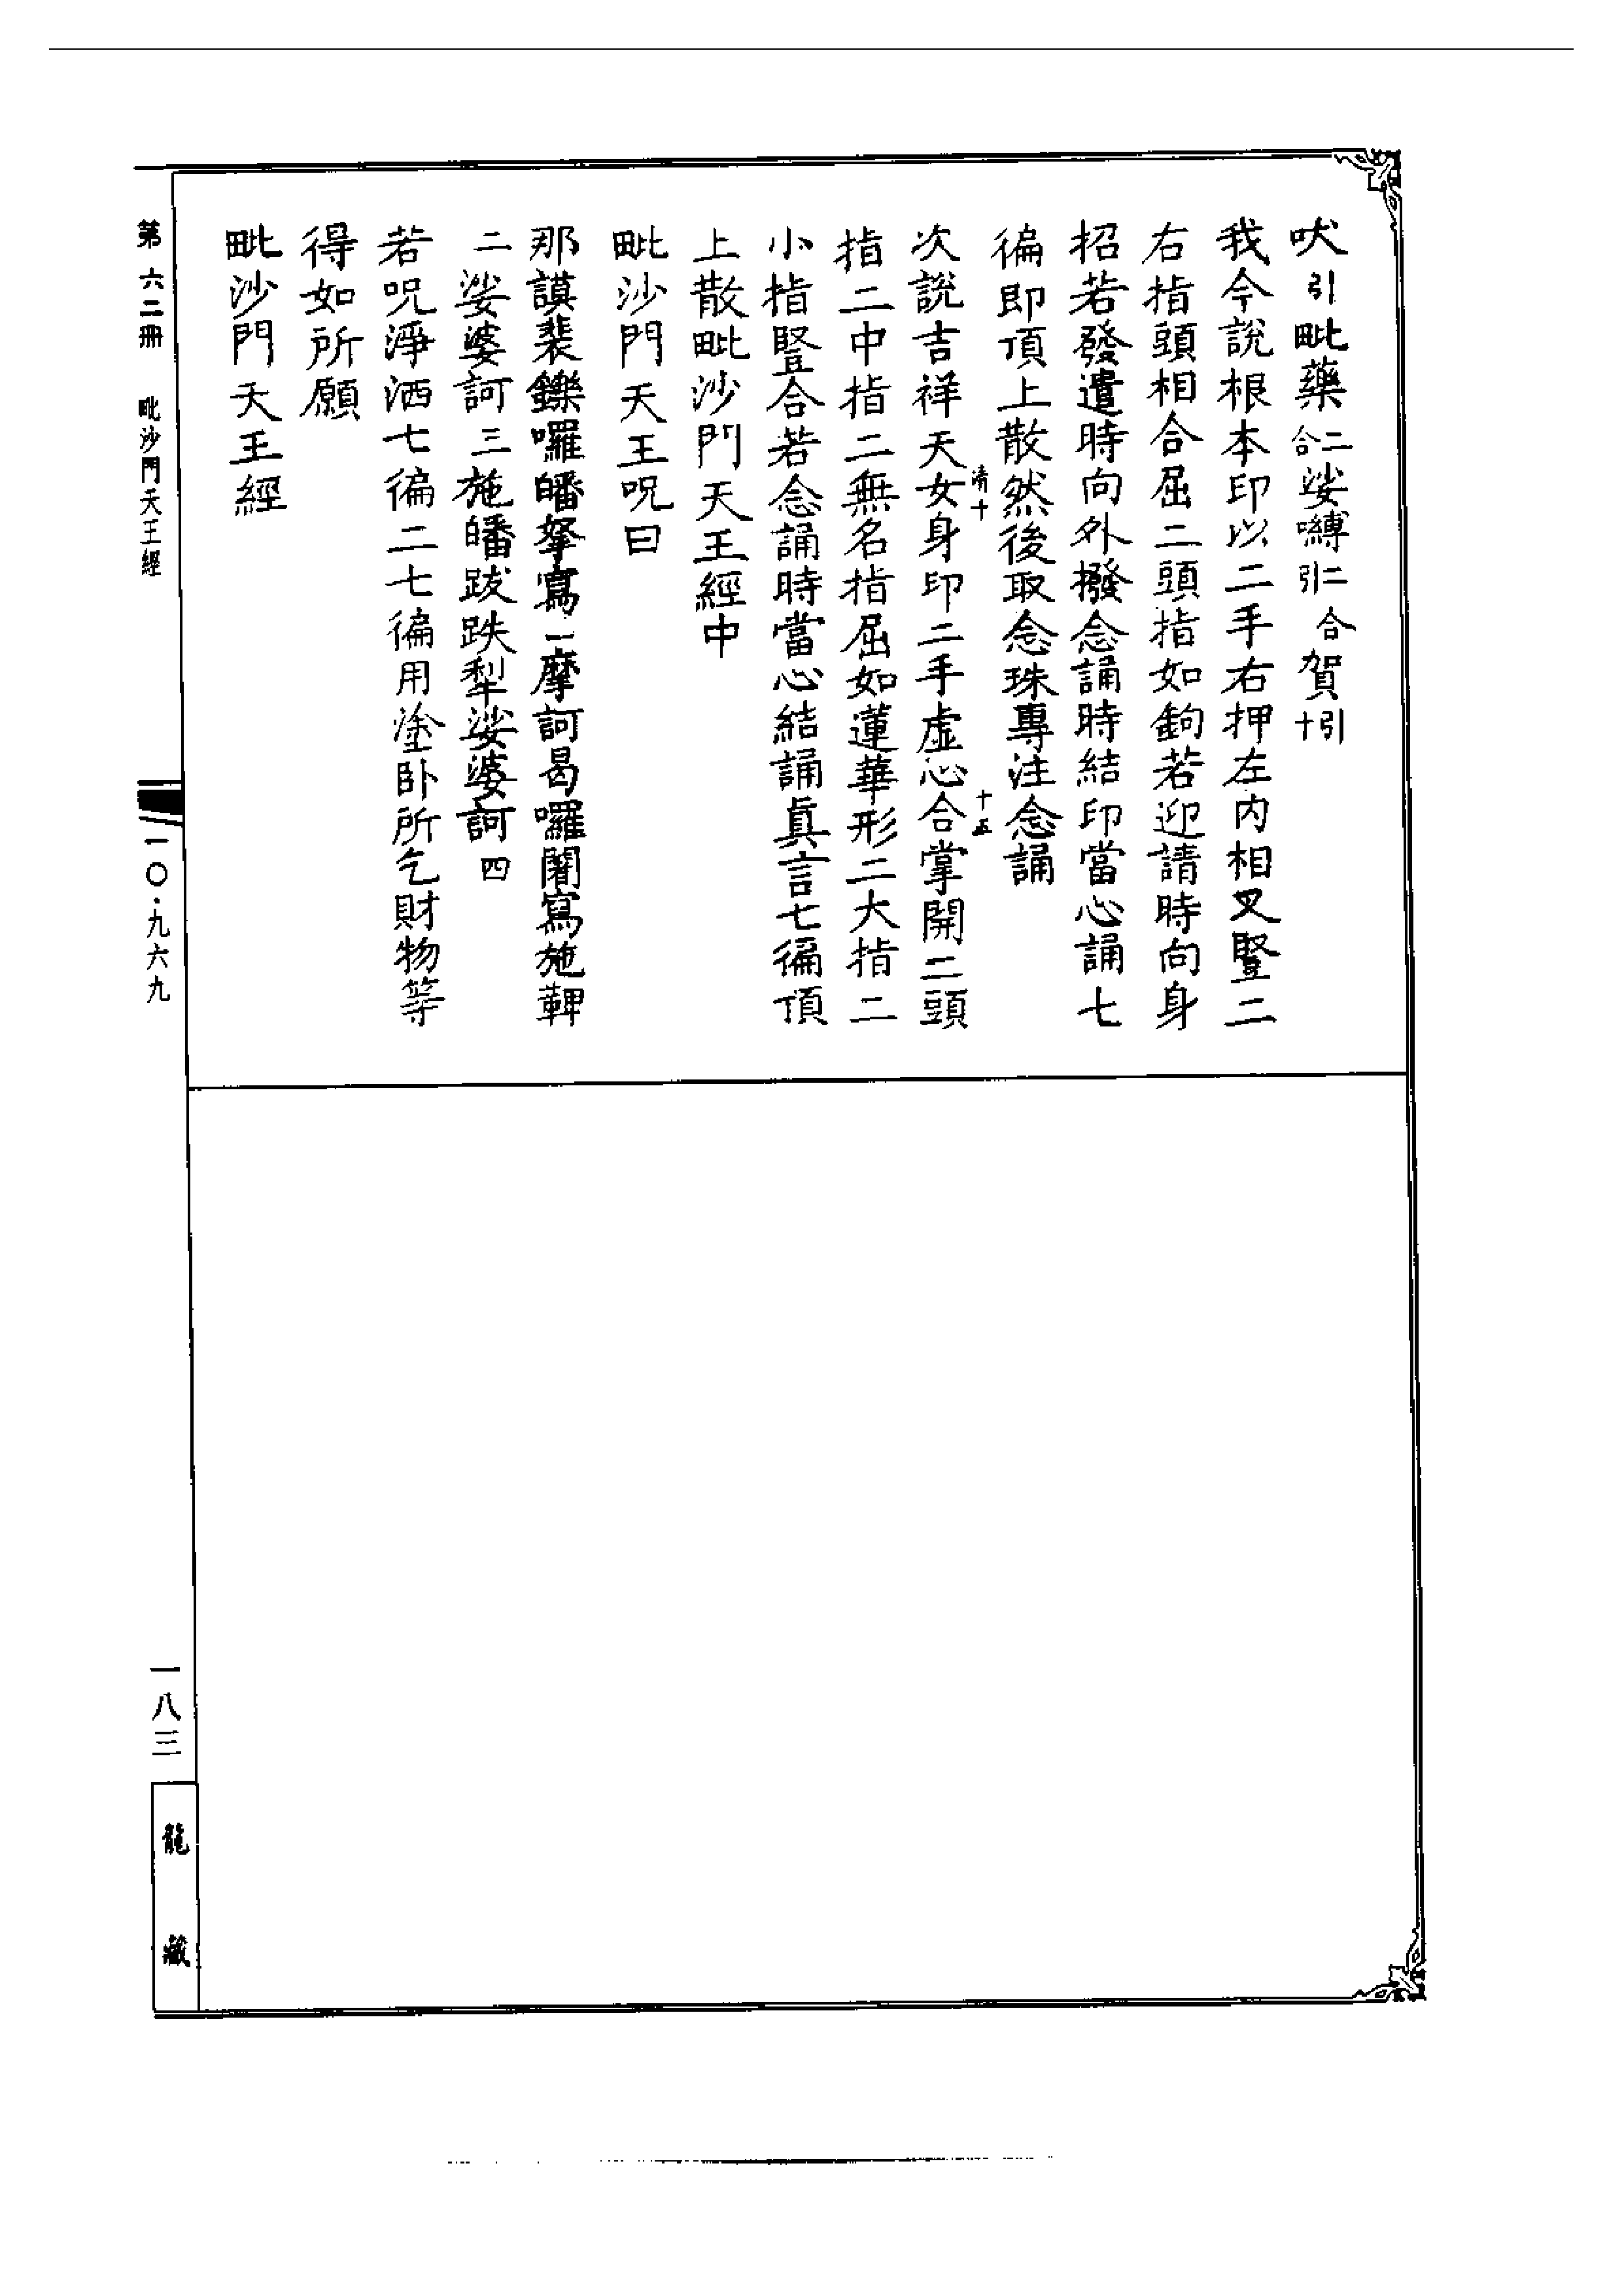 吠引毗藥二合娑嚩二合引賀引十
我今說根本印以二手右押左內相叉豎二
右指頭相合屈二頭指如鉤若迎請時向身
招若發遣時向外撥念誦時結印當心誦七
徧即頂上散然後取念珠專注念誦
次說吉祥天女身印二手虛心合掌開二頭
指二中指二無名指屈如蓮華形二大指二
小指豎合若念誦時當心結誦真言七徧頂
上散毗沙門天王經中
毗沙門天王呪曰
那謨裴鑠囉皤拏寫一摩訶曷囉闍寫施鞞
二娑婆訶三施皤跋跌犁娑婆訶四
若呪淨洒七徧二七徧用塗卧所乞財物等
得如所願
毗沙門天王經
清十
十五
第六二冊 毗沙門天王經
一〇·九六九
一八三
龍藏